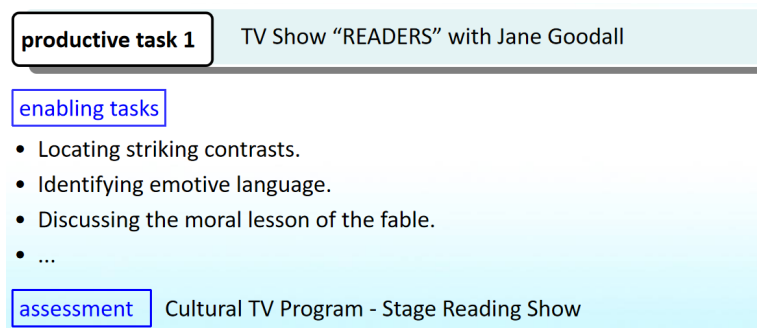 productive task 1 TV Show “READERS” with Jane Goodall
enabling tasks
• Locating striking contrasts.
• Identifying emotive language.
• Discussing the moral lesson of the fable.
• ...
assessment Cultural TV Program - Stage Reading Show